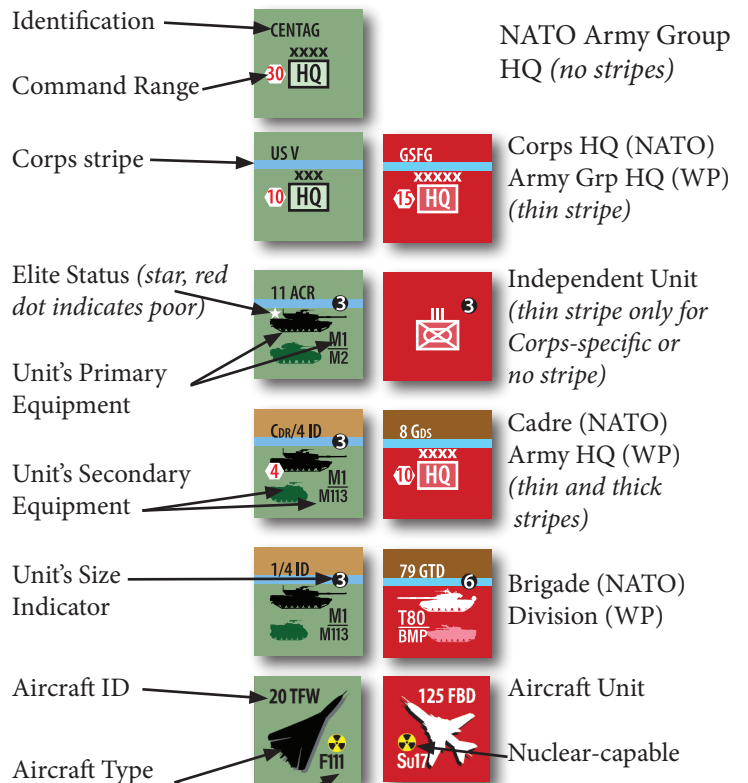 Identification
CENTAG
XXXX
30 HQ
NATO Army Group
HQ (no stripes)
Command Range
Corps stripe
US V
XXX
10 HQ
GSFG
XXXXX
15 HQ
Corps HQ (NATO)
Army Grp HQ (WP)
(thin stripe)
Elite Status (star, red
dot indicates poor)
11 ACR
3
M1
M2
III
3
Independent Unit
(thin stripe only for
Corps-specific or
no stripe)
Unit's Primary
Equipment
CDR/4 ID
3
4
M1
M113
8 GDS
XXXX
10 HQ
Cadre (NATO)
Army HQ (WP)
(thin and thick
stripes)
Unit's Secondary
Equipment
Unit's Size
Indicator
1/4 ID
3
M1
M113
79 GTD
6
T80
BMP
Brigade (NATO)
Division (WP)
Aircraft ID
20 TFW
F111
125 FBD
Su17
Aircraft Unit
Nuclear-capable
Aircraft Type